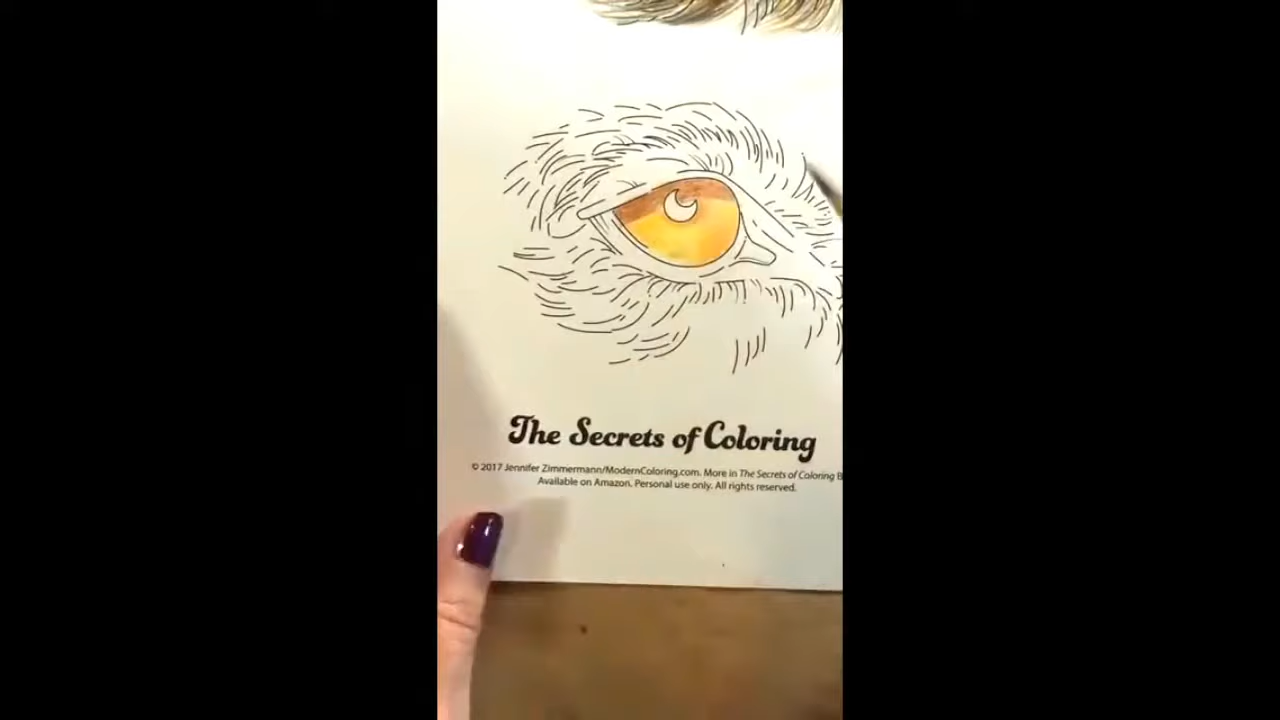 The Secrets of Coloring
© 2017 Jennifer Zimmermann/ModernColoring.com. More in The Secrets of Coloring
Available on Amazon. Personal use only. All rights reserved.